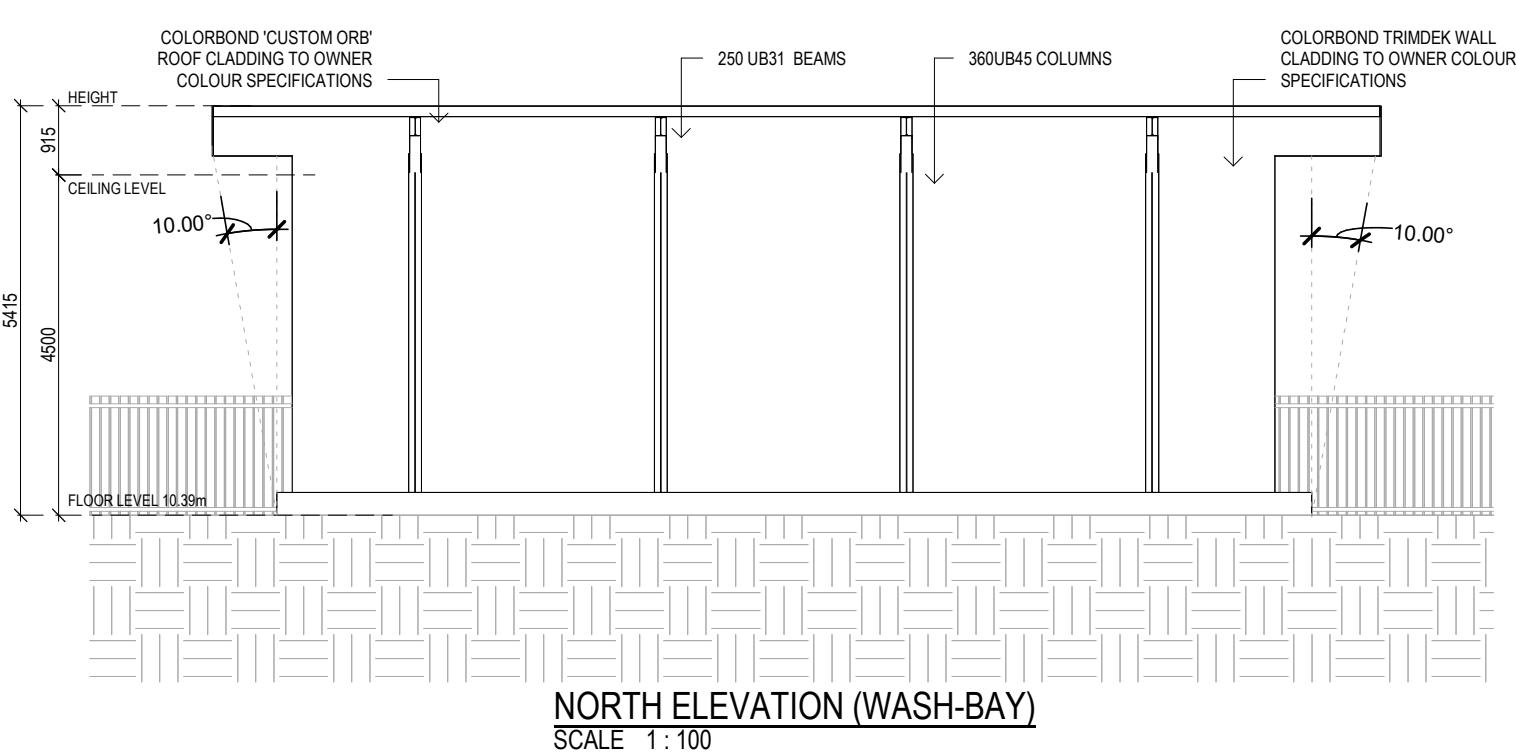 COLORBOND 'CUSTOM ORB'
ROOF CLADDING TO OWNER
COLOUR SPECIFICATIONS
250 UB31 BEAMS
360UB45 COLUMNS
COLORBOND TRIMDEK WALL
CLADDING TO OWNER COLOUR
SPECIFICATIONS
HEIGHT
915
CEILING LEVEL
10.00°
10.00°
5415
4500
FLOOR LEVEL 10.39m
NORTH ELEVATION (WASH-BAY)
SCALE 1 : 100